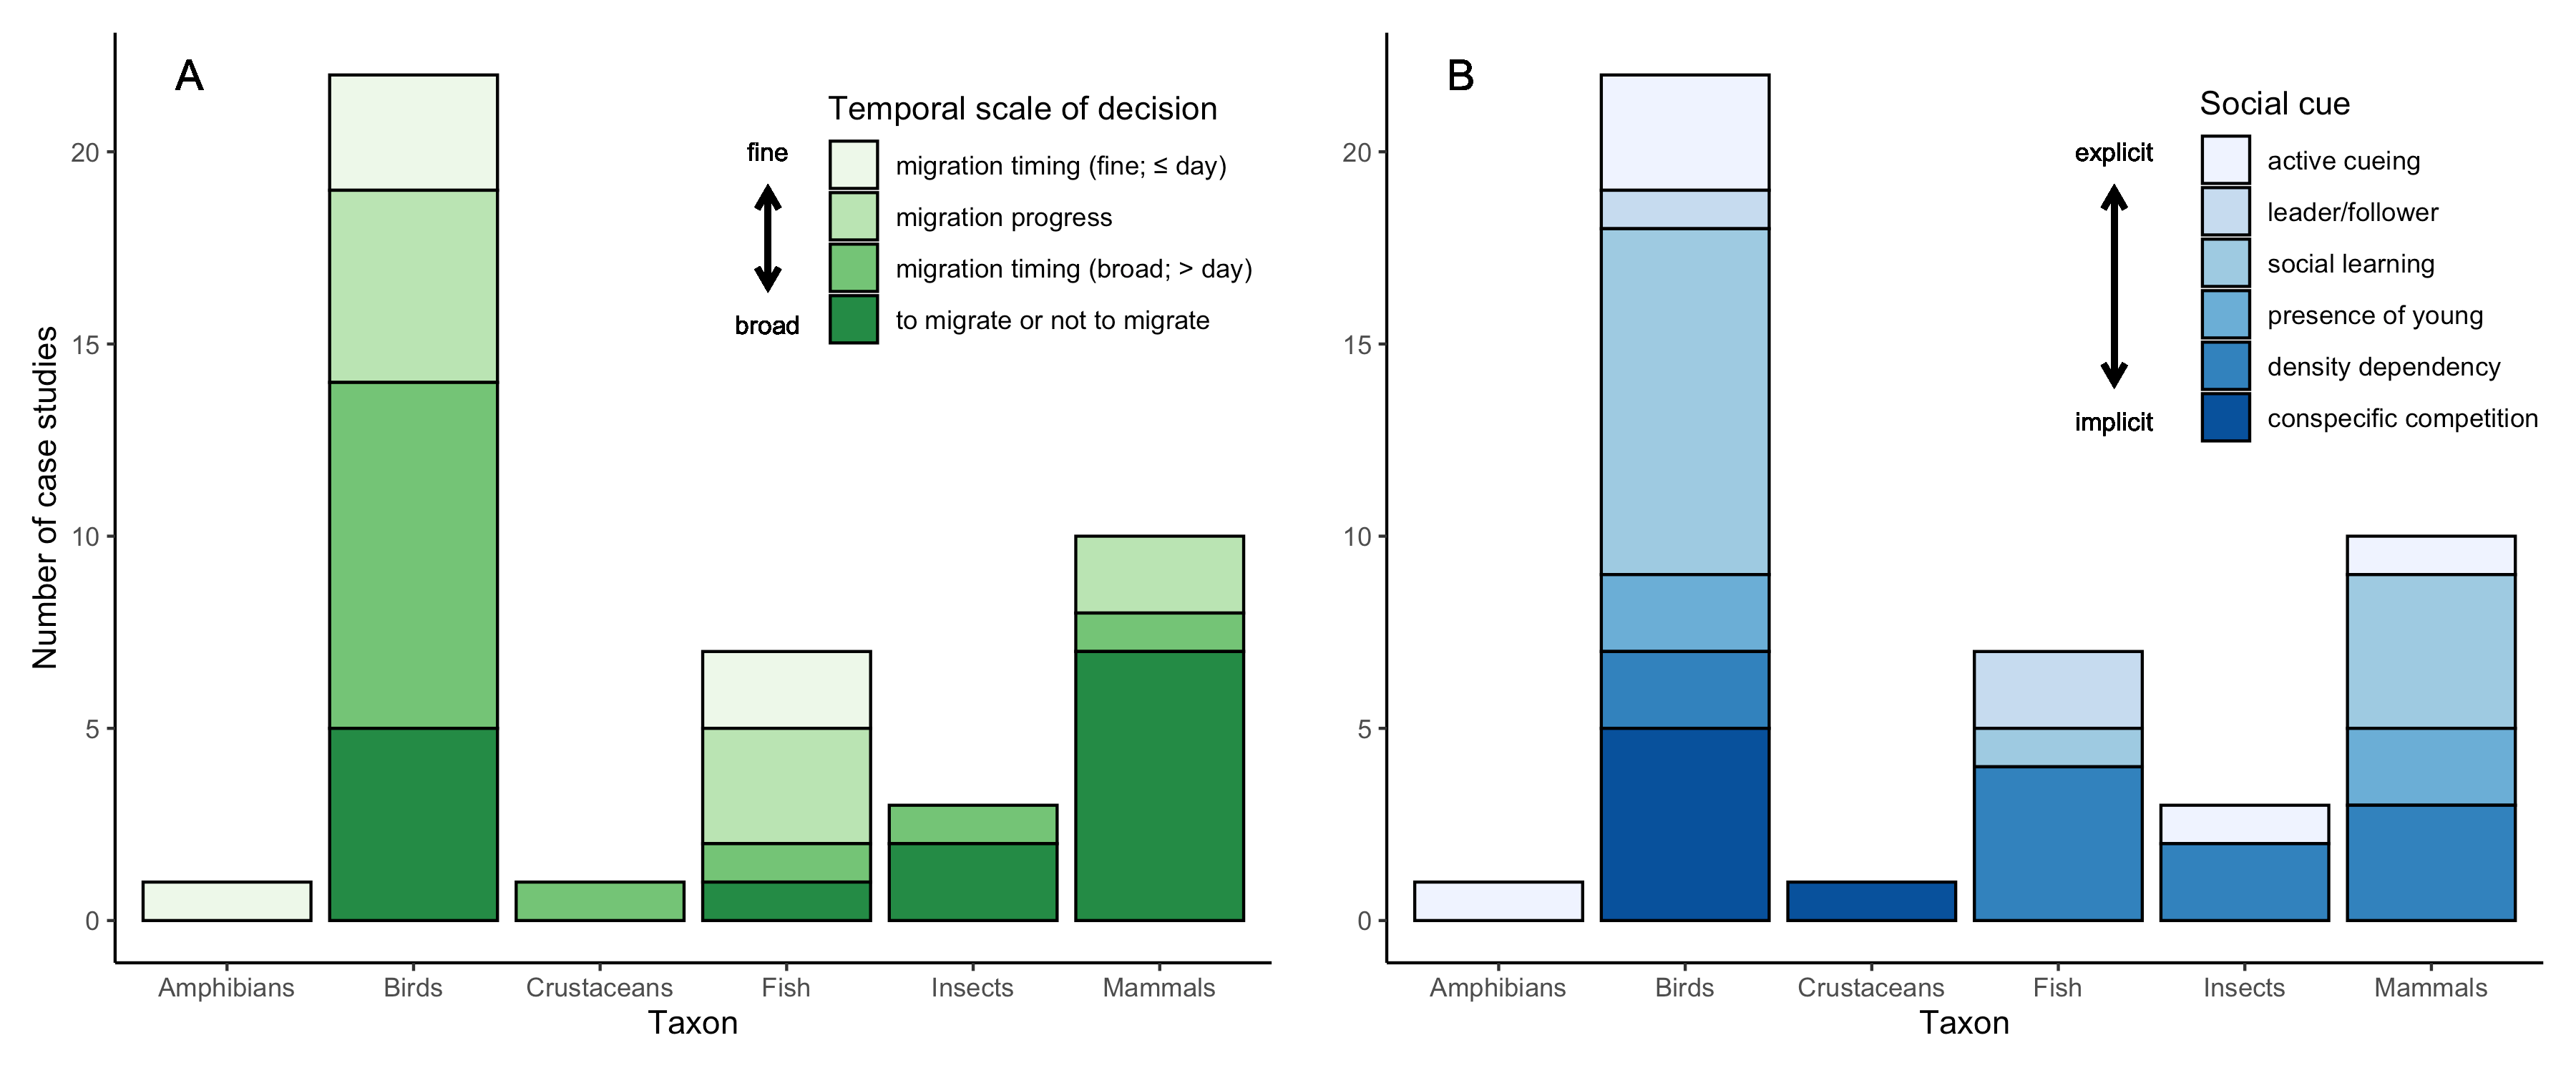 A
Number of case studies
20
15
10
5
0
Temporal scale of decision
fine
broad
migration timing (fine; ≤ day)
migration progress
migration timing (broad; > day)
to migrate or not to migrate
Amphibians
Birds
Crustaceans
Fish
Insects
Mammals
Taxon
B
20
15
10
5
0
Social cue
explicit
implicit
active cueing
leader/follower
social learning
presence of young
density dependency
conspecific competition
Amphibians
Birds
Crustaceans
Fish
Insects
Mammals
Taxon